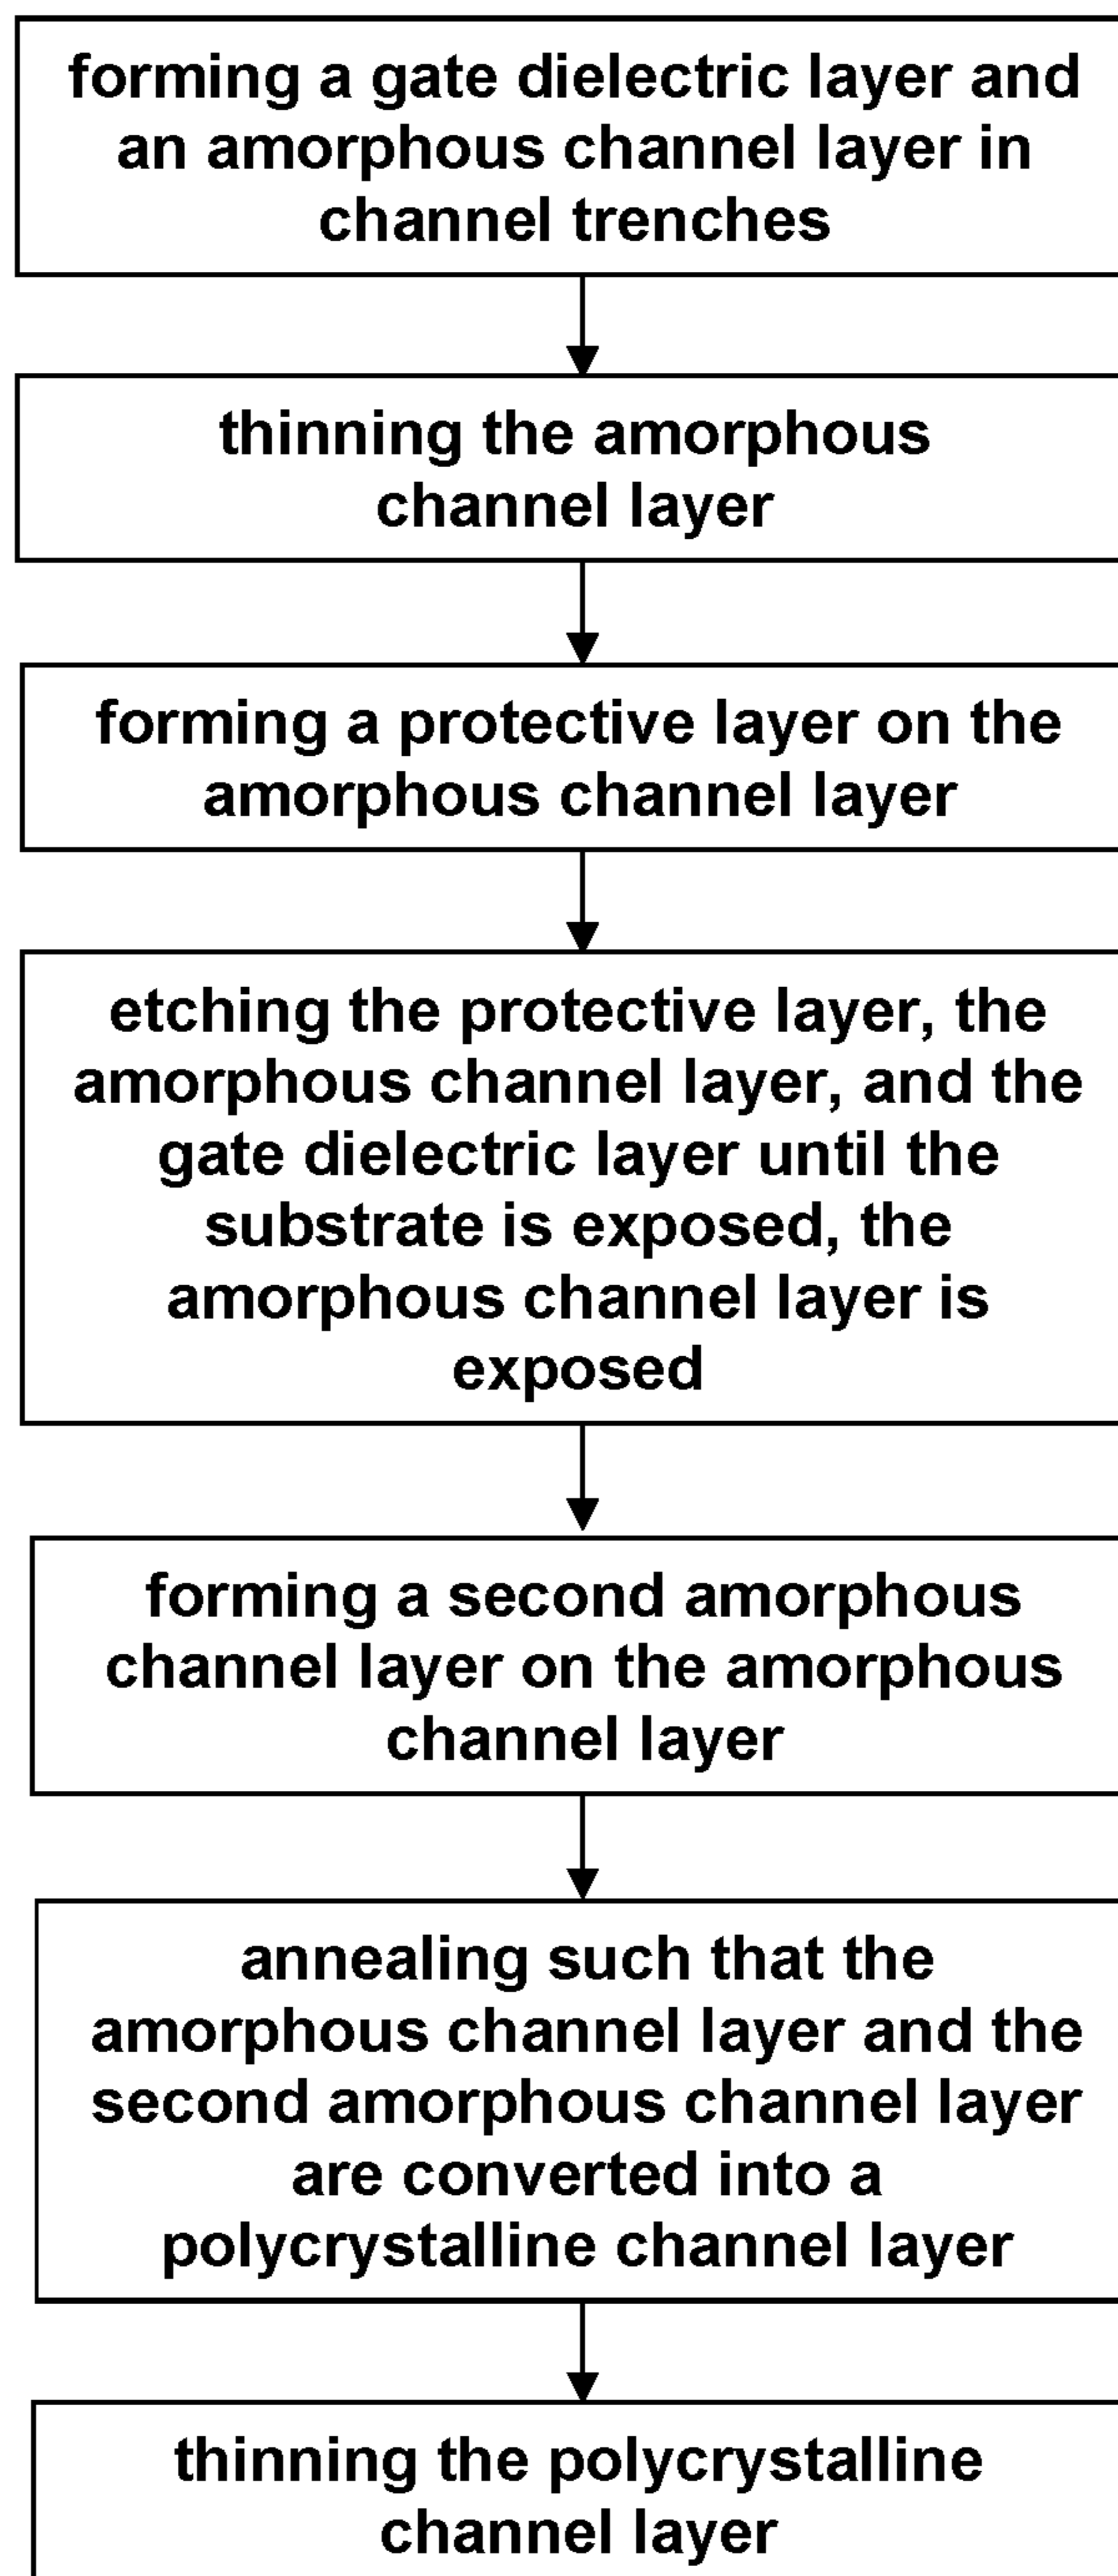 forming a gate dielectric layer and
an amorphous channel layer in
channel trenches
thinning the amorphous
channel layer
forming a protective layer on the
amorphous channel layer
etching the protective layer, the
amorphous channel layer, and the
gate dielectric layer until the
substrate is exposed, the
amorphous channel layer is
exposed
forming a second amorphous
channel layer on the amorphous
channel layer
annealing such that the
amorphous channel layer and the
second amorphous channel layer
are converted into a
polycrystalline channel layer
thinning the polycrystalline
channel layer